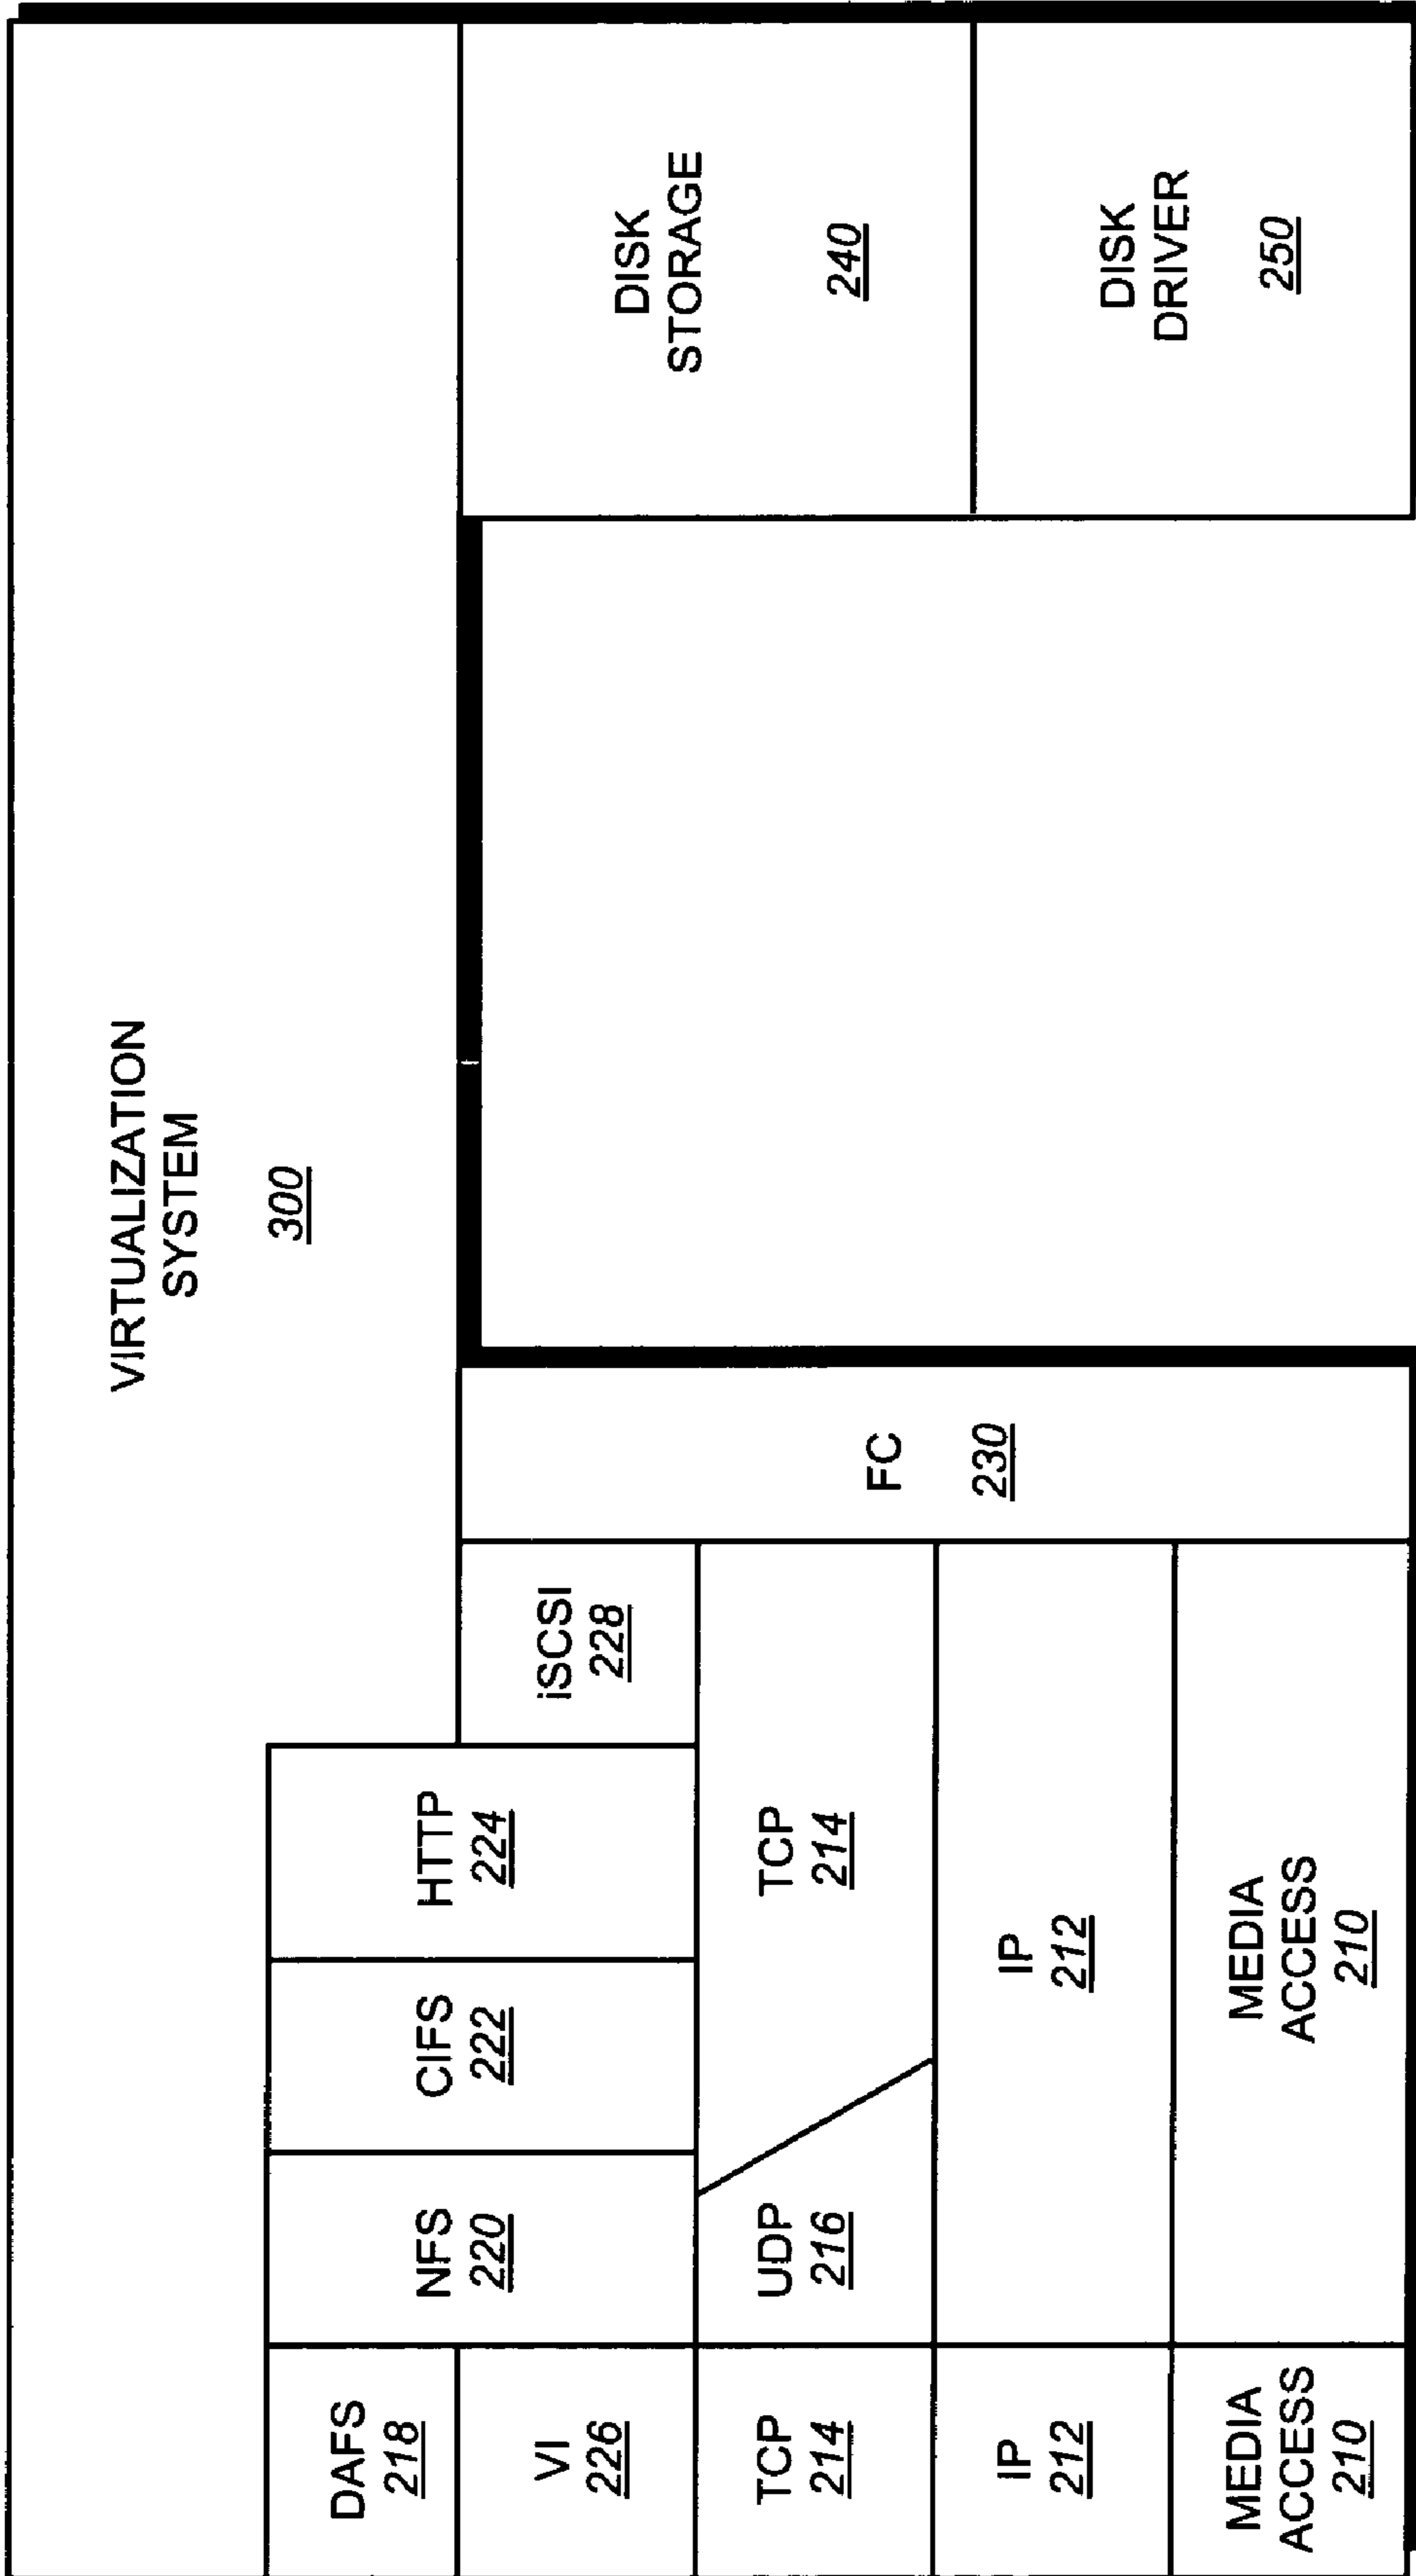 VIRTUALIZATION
SYSTEM
300
DAFS
218
NFS
220
CIFS
222
HTTP
224
VI
226
iSCSI
228
TCP
214
UDP
216
TCP
214
IP
212
IP
212
MEDIA
ACCESS
210
MEDIA
ACCESS
210
FC
230
DISK
STORAGE
240
DISK
DRIVER
250